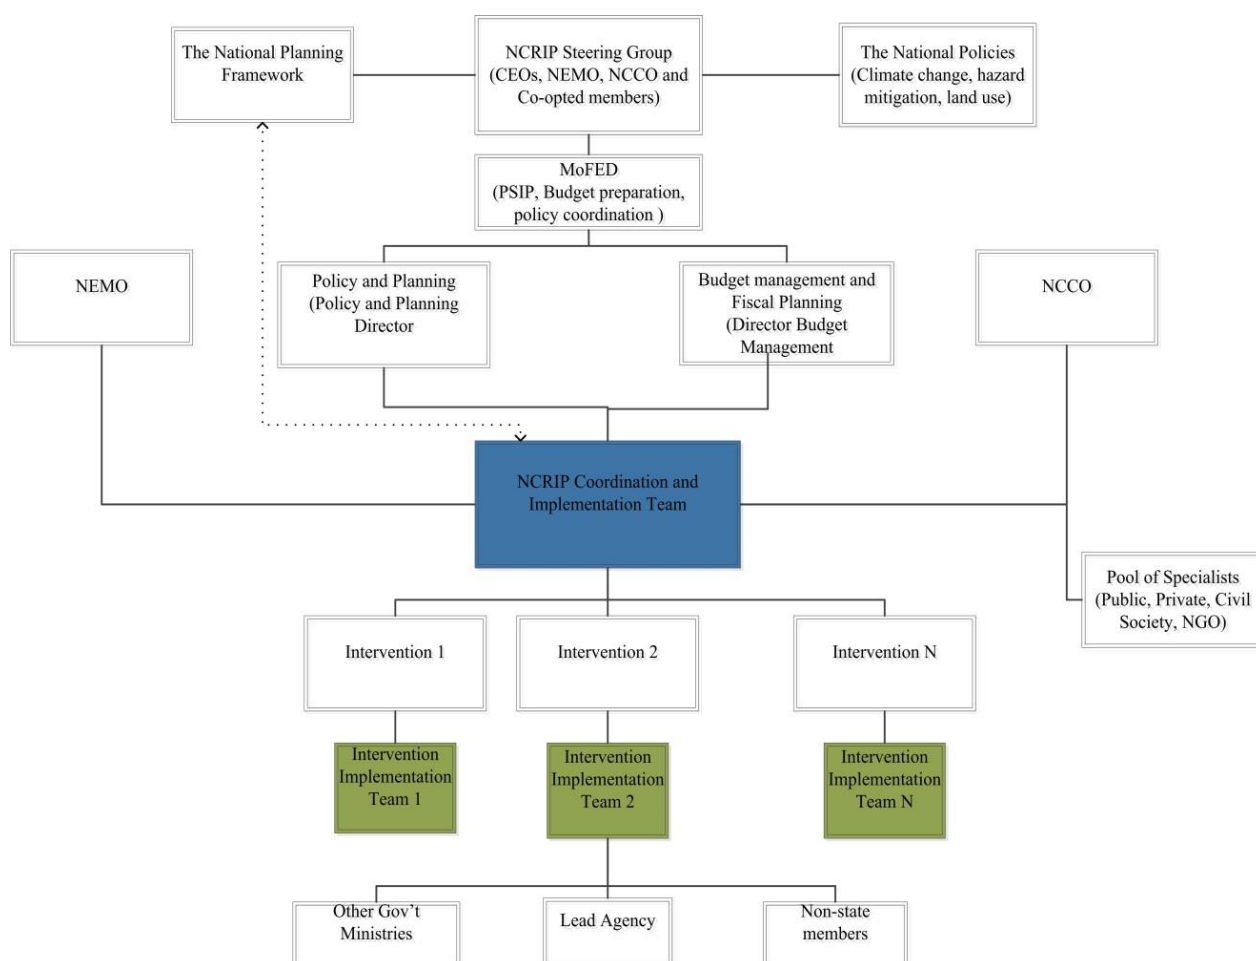 The National Planning
Framework
NCRIP Steering Group
(CEOs, NEMO, NCCO and
Co-opted members)
The National Policies
(Climate change, hazard
mitigation, land use)
MoFED
(PSIP, Budget preparation,
policy coordination )
NEMO
Policy and Planning
(Policy and Planning
Director
Budget management and
Fiscal Planning
(Director Budget
Management
NCCO
NCRIP Coordination and
Implementation Team
Pool of Specialists
(Public, Private, Civil
Society, NGO)
Intervention 1
Intervention 2
Intervention N
Intervention
Implementation
Team 1
Intervention
Implementation
Team 2
Intervention
Implementation
Team N
Other Gov't
Ministries
Lead Agency
Non-state
members